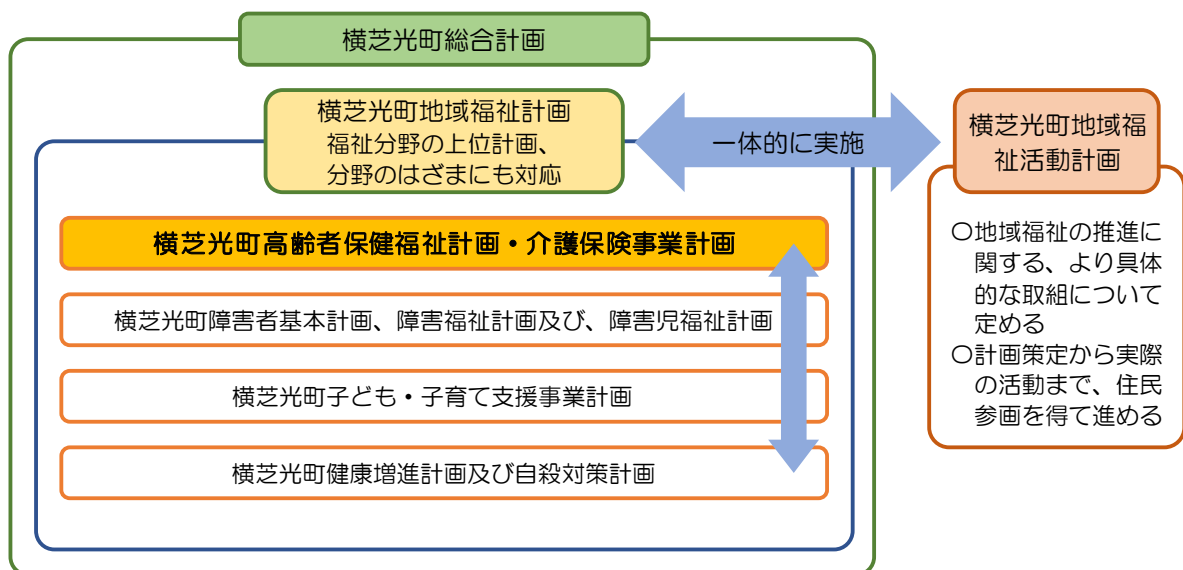 横芝光町総合計画
横芝光町地域福祉計画
福祉分野の上位計画、
分野のはざまにも対応
一体的に実施
横芝光町地域福
祉活動計画
横芝光町高齢者保健福祉計画・介護保険事業計画
横芝光町障害者基本計画、障害福祉計画及び、障害児福祉計画
横芝光町子ども・子育て支援事業計画
横芝光町健康増進計画及び自殺対策計画
〇地域福祉の推進に
関する、より具体
的な取組について
定める
〇計画策定から実際
の活動まで、住民
参画を得て進める